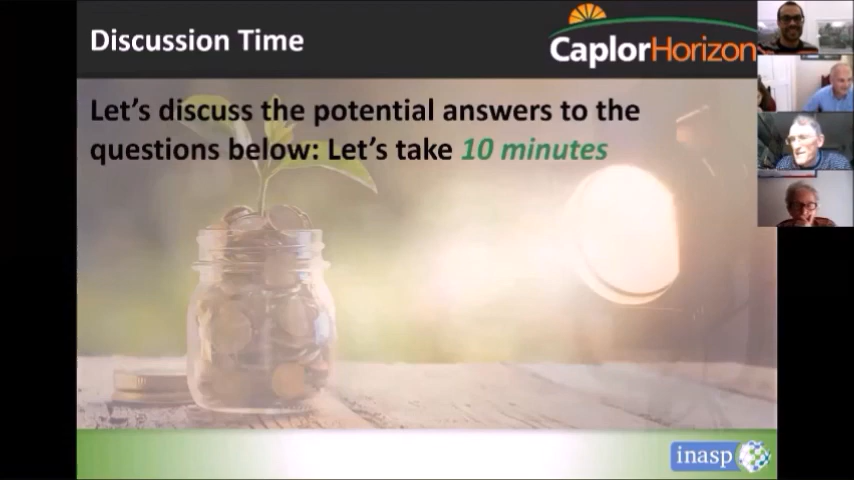 Discussion Time
CaplorHorizon
Let's discuss the potential answers to the
questions below: Let's take 10 minutes
inasp